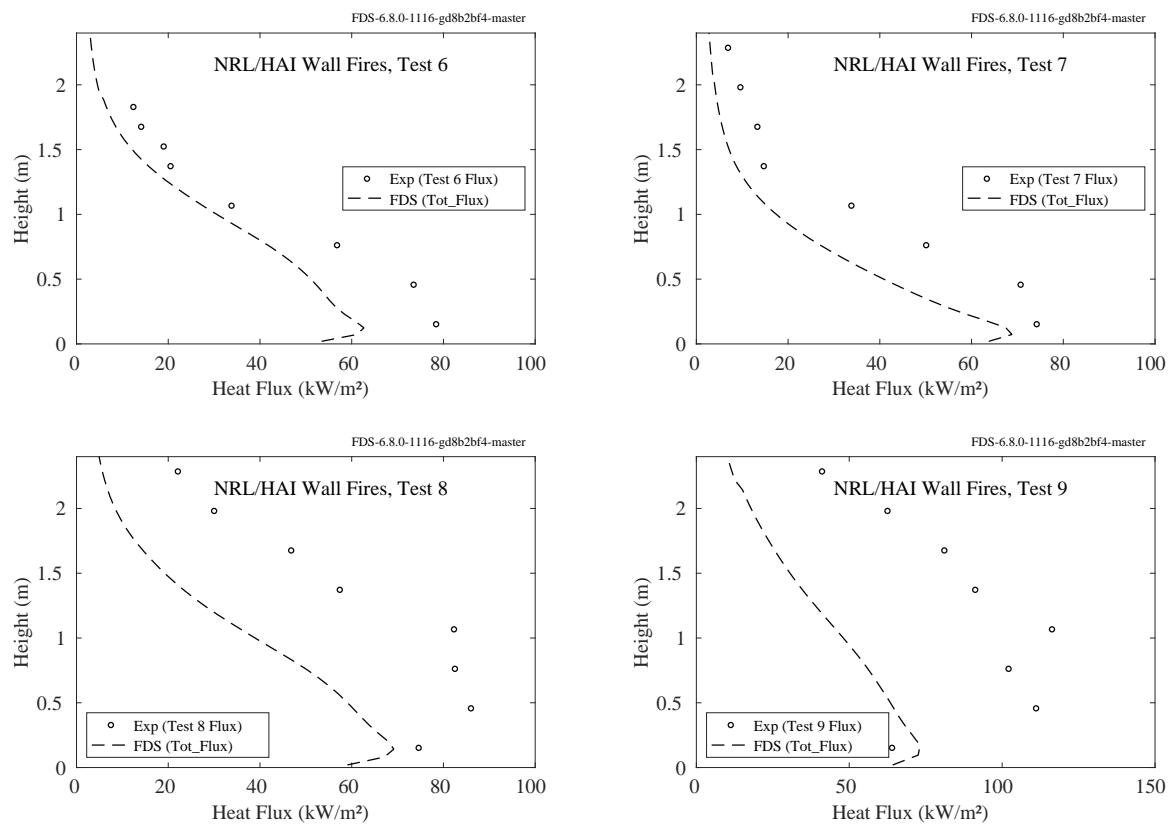 FDS-6.8.0-1116-gd8b2bf4-master
NRL/HAI Wall Fires, Test 6
Exp (Test 6 Flux)
FDS (Tot_Flux)
Height (m)
0
0.5
1
1.5
2
0 20 40 60 80 100
Heat Flux (kW/m²)
FDS-6.8.0-1116-gd8b2bf4-master
NRL/HAI Wall Fires, Test 7
Exp (Test 7 Flux)
FDS (Tot_Flux)
Height (m)
0
0.5
1
1.5
2
0 20 40 60 80 100
Heat Flux (kW/m²)
FDS-6.8.0-1116-gd8b2bf4-master
NRL/HAI Wall Fires, Test 8
Exp (Test 8 Flux)
FDS (Tot_Flux)
Height (m)
0
0.5
1
1.5
2
0 20 40 60 80 100
Heat Flux (kW/m²)
FDS-6.8.0-1116-gd8b2bf4-master
NRL/HAI Wall Fires, Test 9
Exp (Test 9 Flux)
FDS (Tot_Flux)
Height (m)
0
0.5
1
1.5
2
0 50 100 150
Heat Flux (kW/m²)